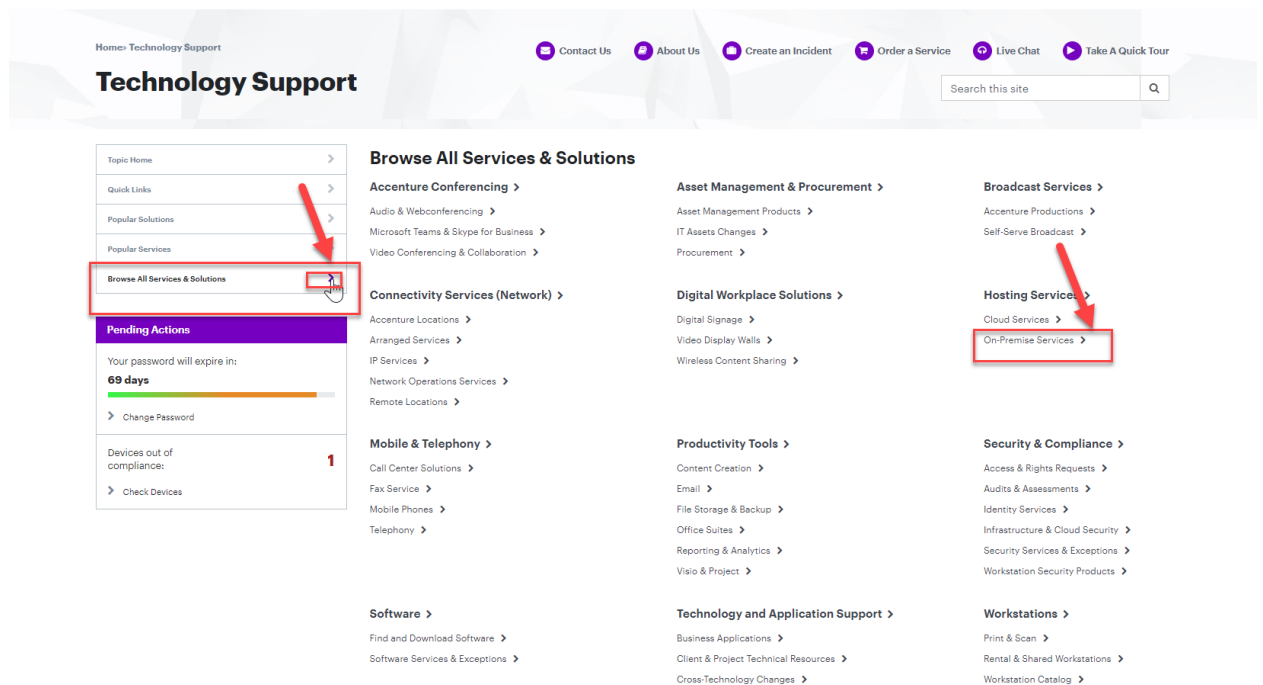 Home› Technology Support
Contact Us
About Us
Create an Incident
Order a Service
Live Chat
Take A Quick Tour
Technology Support
Search this site
Topic Home
Quick Links
Popular Solutions
Popular Services
Browse All Services & Solutions
Pending Actions
Your password will expire in:
69 days
Change Password
Devices out of
compliance:
1
Check Devices
Browse All Services & Solutions
Accenture Conferencing
Audio & Webconferencing
Microsoft Teams & Skype for Business
Video Conferencing & Collaboration
Asset Management & Procurement
Asset Management Products
IT Assets Changes
Procurement
Broadcast Services
Accenture Productions
Self-Serve Broadcast
Connectivity Services (Network)
Accenture Locations
Arranged Services
IP Services
Network Operations Services
Remote Locations
Digital Workplace Solutions
Digital Signage
Video Display Walls
Wireless Content Sharing
Hosting Services
Cloud Services
On-Premise Services
Mobile & Telephony
Call Center Solutions
Fax Service
Mobile Phones
Telephony
Productivity Tools
Content Creation
Email
File Storage & Backup
Office Suites
Reporting & Analytics
Visio & Project
Security & Compliance
Access & Rights Requests
Audits & Assessments
Identity Services
Infrastructure & Cloud Security
Security Services & Exceptions
Workstation Security Products
Software
Find and Download Software
Software Services & Exceptions
Technology and Application Support
Business Applications
Client & Project Technical Resources
Cross-Technology Changes
Workstations
Print & Scan
Rental & Shared Workstations
Workstation Catalog